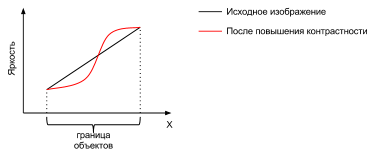 Исходное изображение
После повышения контрастности
Яркость
X
граница
объектов